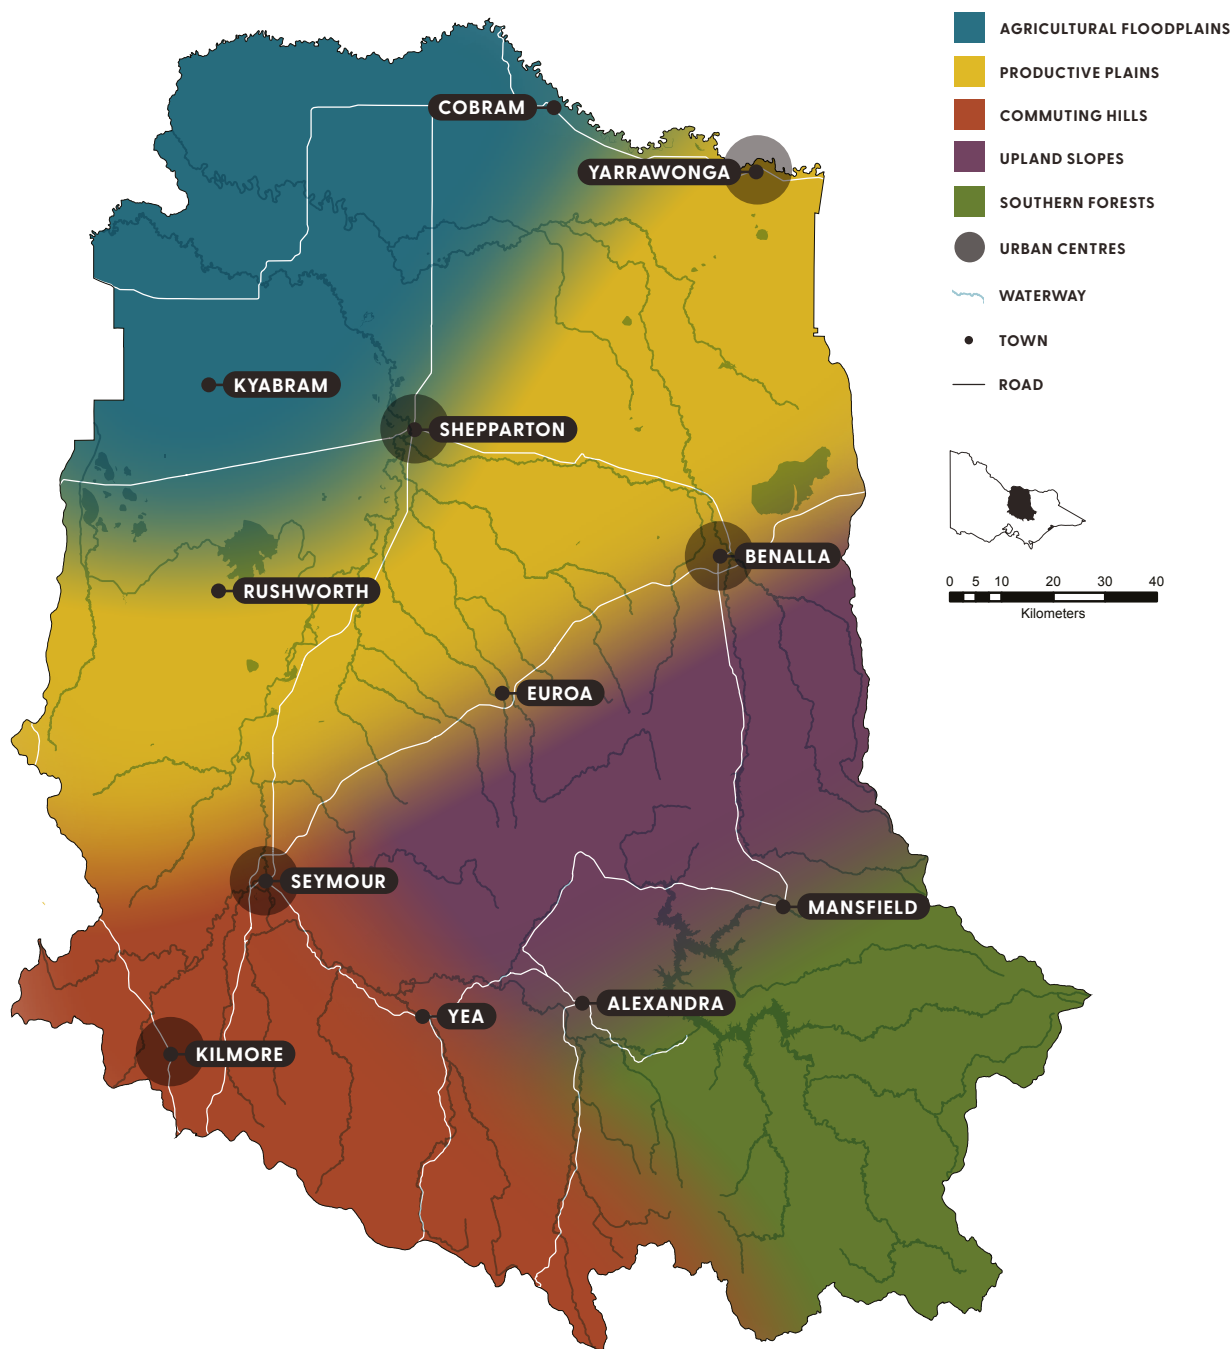 AGRICULTURAL FLOODPLAINS
PRODUCTIVE PLAINS
COMMUTING HILLS
UPLAND SLOPES
SOUTHERN FORESTS
URBAN CENTRES
WATERWAY
TOWN
ROAD
COBRAM
YARRAWONGA
KYABRAM
SHEPPARTON
BENALLA
RUSHWORTH
EUROA
SEYMOUR
MANSFIELD
ALEXANDRA
YEA
KILMORE
0 5 10 20 30 40
Kilometers